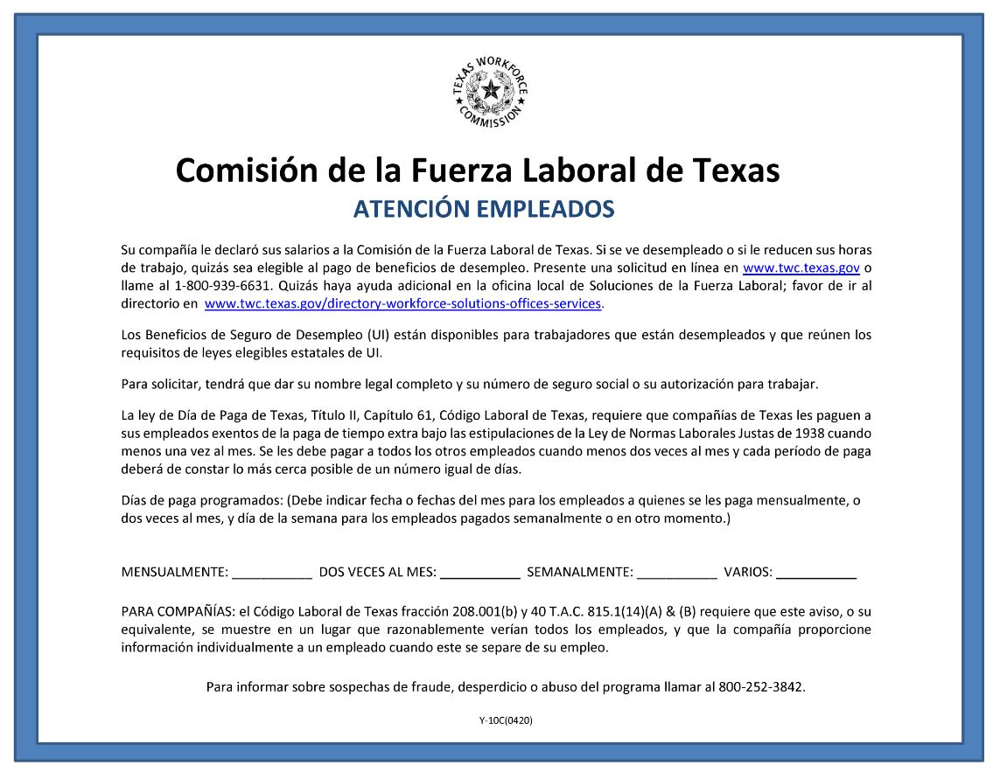 TEXAS WORKFORCE
COMMISSION
Comisión de la Fuerza Laboral de Texas
ATENCIÓN EMPLEADOS
Su compañía le declaró sus salarios a la Comisión de la Fuerza Laboral de Texas. Si se ve desempleado o si le reducen sus horas
de trabajo, quizás sea elegible al pago de beneficios de desempleo. Presente una solicitud en línea en www.twc.texas.gov o
llame al 1-800-939-6631. Quizás haya ayuda adicional en la oficina local de Soluciones de la Fuerza Laboral; favor de ir al
directorio en www.twc.texas.gov/directory-workforce-solutions-offices-services.
Los Beneficios de Seguro de Desempleo (UI) están disponibles para trabajadores que están desempleados y que reúnen los
requisitos de leyes elegibles estatales de UI.
Para solicitar, tendrá que dar su nombre legal completo y su número de seguro social o su autorización para trabajar.
La ley de Día de Paga de Texas, Título II, Capítulo 61, Código Laboral de Texas, requiere que compañías de Texas les paguen a
sus empleados exentos de la paga de tiempo extra bajo las estipulaciones de la Ley de Normas Laborales Justas de 1938 cuando
menos una vez al mes. Se les debe pagar a todos los otros empleados cuando menos dos veces al mes y cada período de paga
deberá de constar lo más cerca posible de un número igual de días.
Días de paga programados: (Debe indicar fecha o fechas del mes para los empleados a quienes se les paga mensualmente, o
dos veces al mes, y día de la semana para los empleados pagados semanalmente o en otro momento.)
MENSUALMENTE: ___________ DOS VECES AL MES: ___________ SEMANALMENTE: ___________ VARIOS: ___________
PARA COMPAÑÍAS: el Código Laboral de Texas fracción 208.001(b) y 40 T.A.C. 815.1(14)(A) & (B) requiere que este aviso, o su
equivalente, se muestre en un lugar que razonablemente verían todos los empleados, y que la compañía proporcione
información individualmente a un empleado cuando este se separe de su empleo.
Para informar sobre sospechas de fraude, desperdicio o abuso del programa llamar al 800-252-3842.
Y-10C(0420)